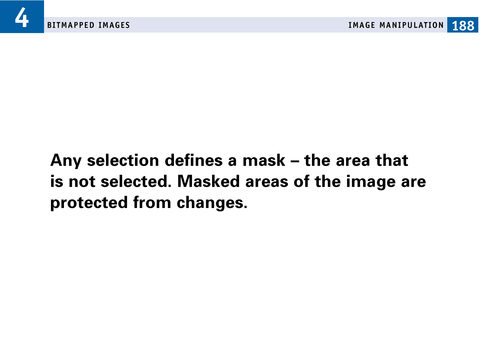 4
BITMAPPED IMAGES
IMAGE MANIPULATION 188
Any selection defines a mask – the area that
is not selected. Masked areas of the image are
protected from changes.